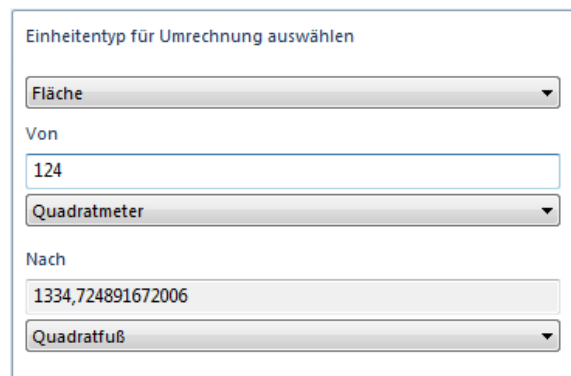 Einheitentyp für Umrechnung auswählen
Fläche
Von
124
Quadratmeter
Nach
1334,724891672006
Quadratfuß